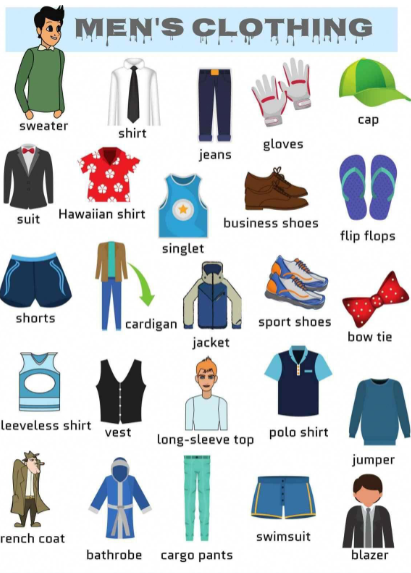 MEN'S CLOTHING
sweater
shirt
jeans
gloves
cap
suit
Hawaiian shirt
singlet
business shoes
flip flops
shorts
cardigan
jacket
sport shoes
bow tie
leeveless shirt
vest
long-sleeve top
polo shirt
jumper
rench coat
bathrobe
cargo pants
swimsuit
blazer